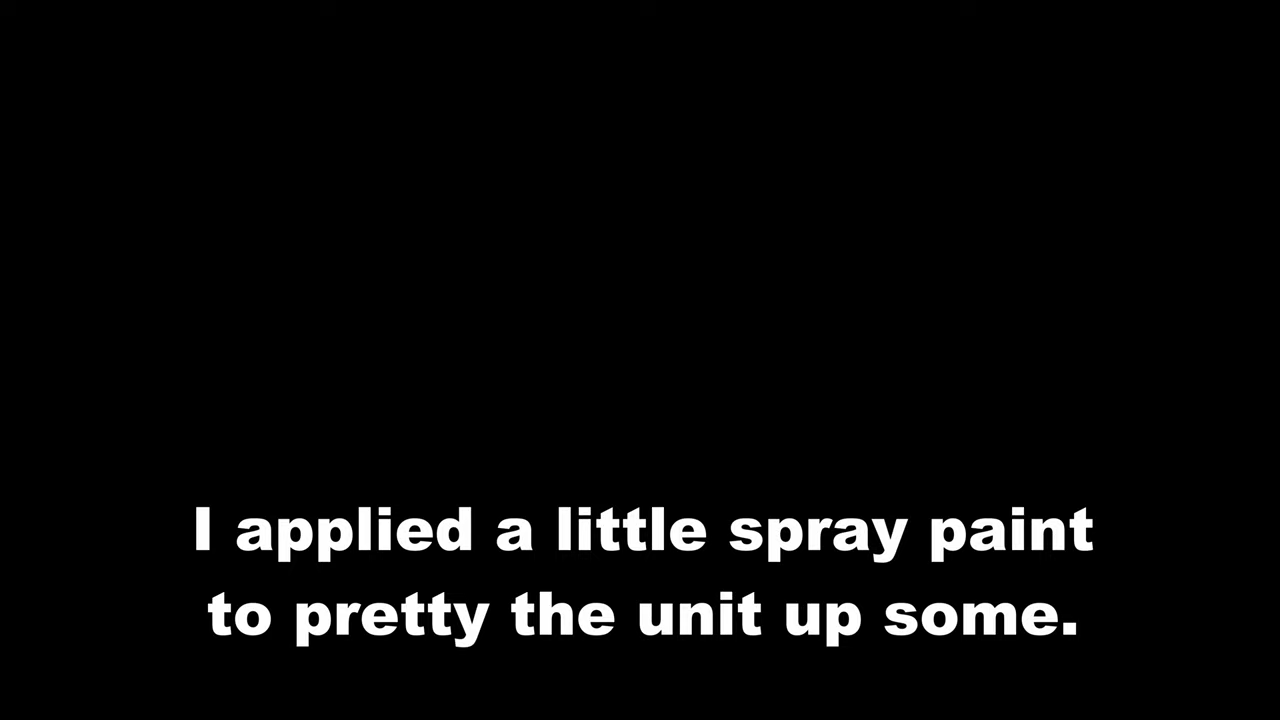 I applied a little spray paint
to pretty the unit up some.